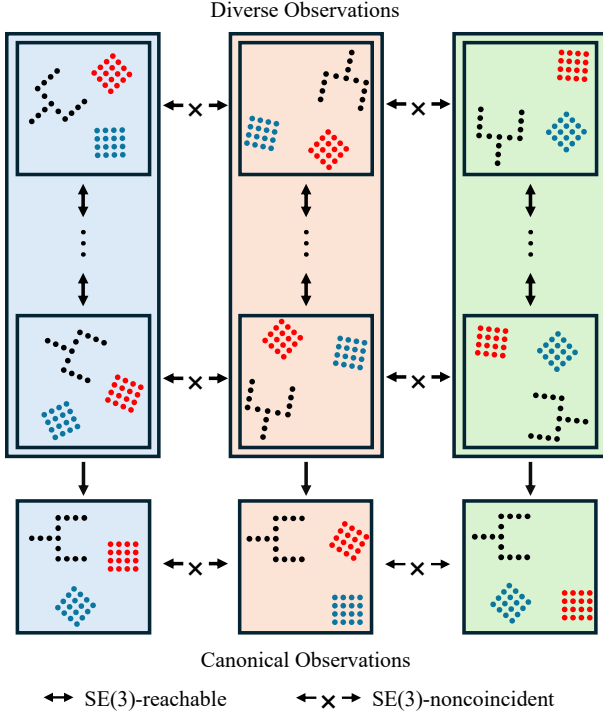 Diverse Observations
Canonical Observations
SE(3)-reachable
SE(3)-noncoincident